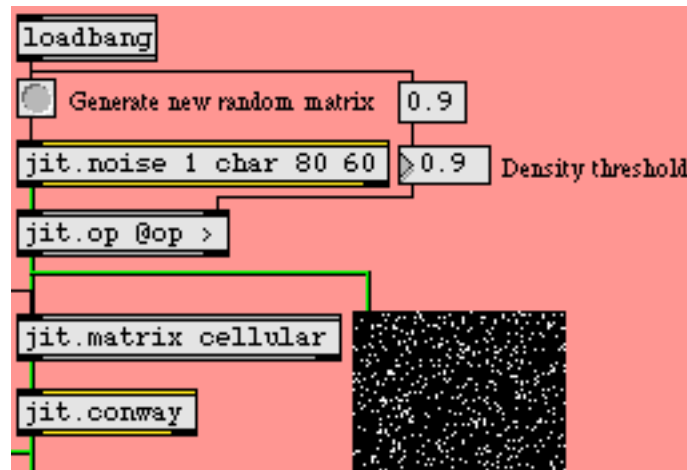 loadbang
Generate new random matrix
0.9
jit.noise 1 char 80 60
0.9
Density threshold
jit.op @op >
jit.matrix cellular
jit.conway